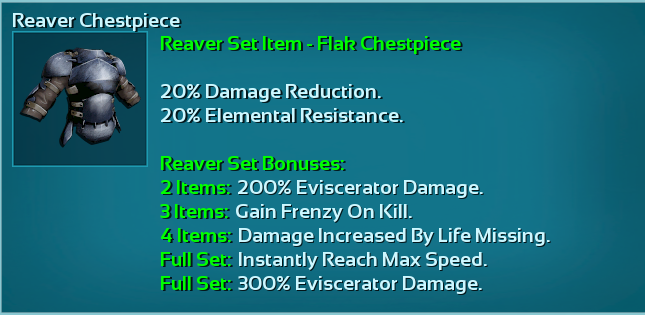 Reaver Chestpiece
Reaver Set Item - Flak Chestpiece
20% Damage Reduction.
20% Elemental Resistance.
Reaver Set Bonuses:
2 Items: 200% Eviscerator Damage.
3 Items: Gain Frenzy On Kill.
4 Items: Damage Increased By Life Missing.
Full Set: Instantly Reach Max Speed.
Full Set: 300% Eviscerator Damage.